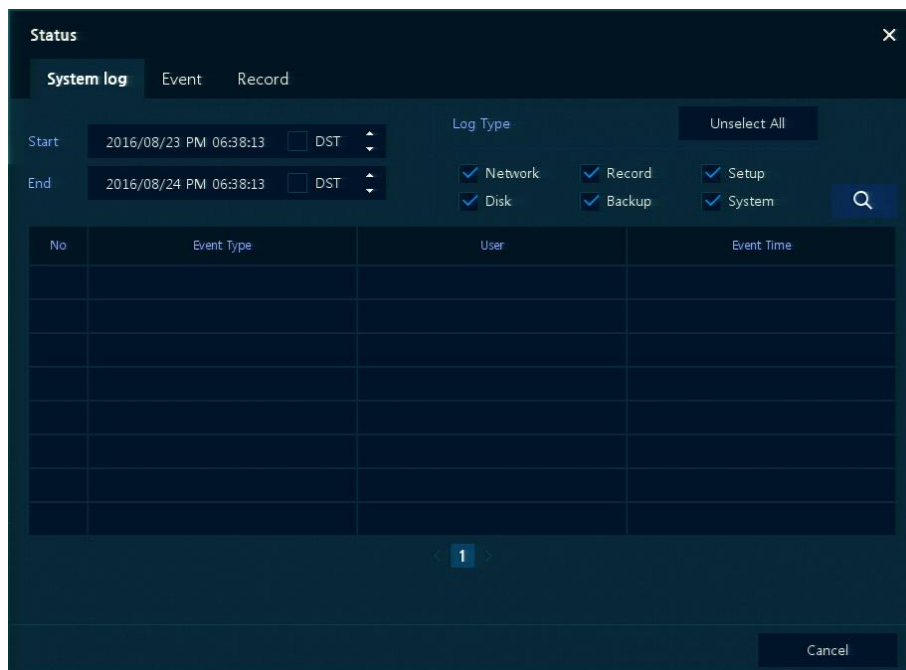 Status
System log Event Record
Log Type Unselect All
Start 2016/08/23 PM 06:38:13 DST
End 2016/08/24 PM 06:38:13 DST
Network Record Setup
Disk Backup System
No Event Type User Event Time
1
Cancel